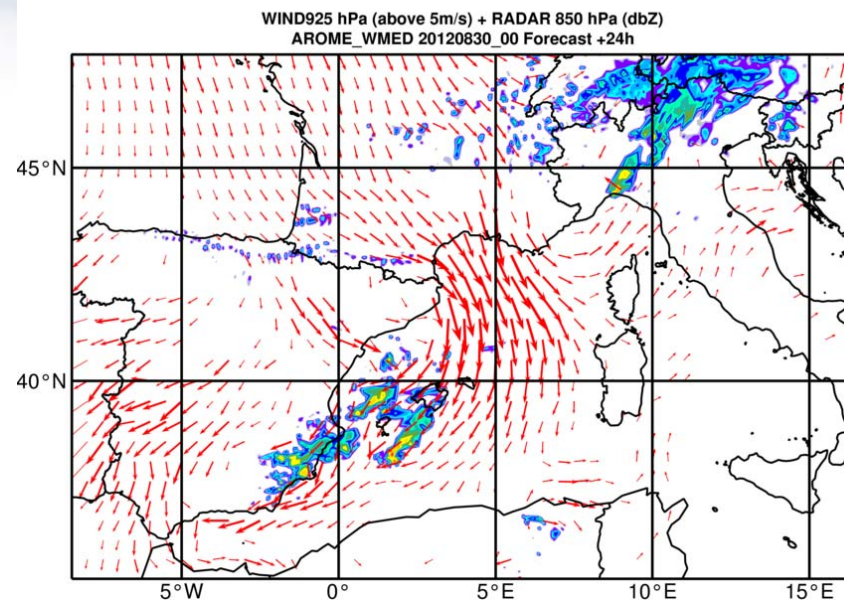 WIND925 hPa (above 5m/s) + RADAR 850 hPa (dbZ)
AROME_WMED 20120830_00 Forecast +24h
45°N
40°N
5°W 0° 5°E 10°E 15°E